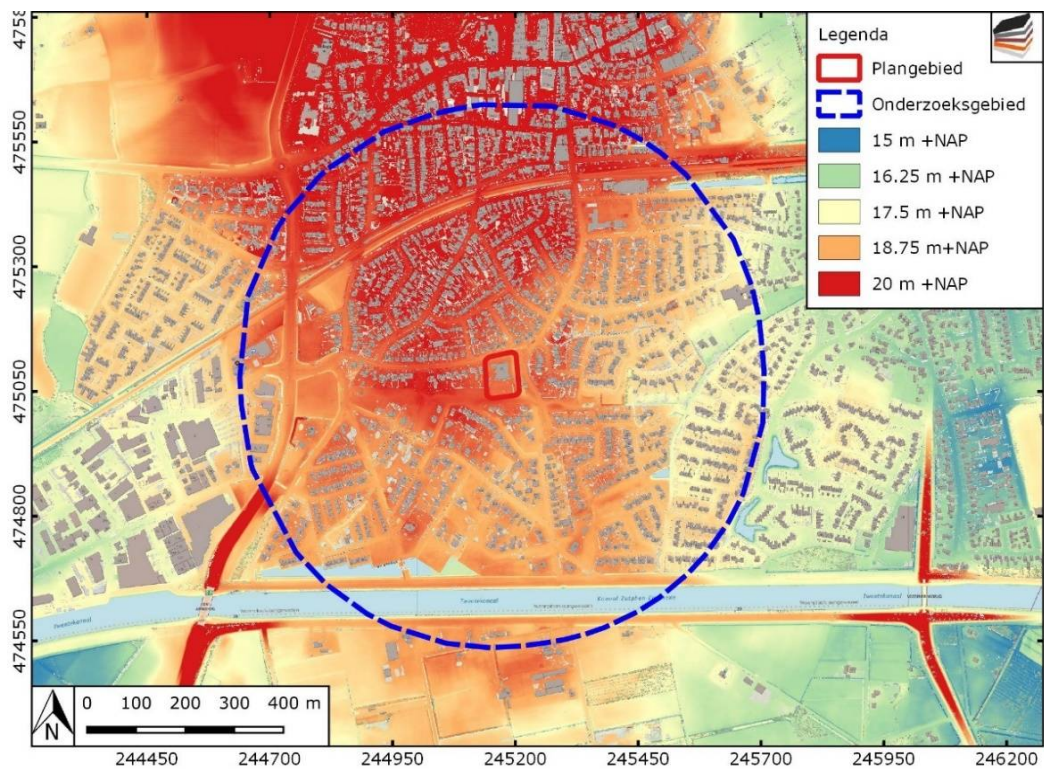 4758
475550
475300
475050
474800
474550
Legenda
Plangebied
Onderzoeksgebied
15 m +NAP
16.25 m +NAP
17.5 m +NAP
18.75 m+NAP
20 m +NAP
Twentekanaal
Twentekanaal
Kanaal Zutphen
Twentekanaal
N
0 100 200 300 400 m
244450 244700 244950 245200 245450 245700 245950 246200